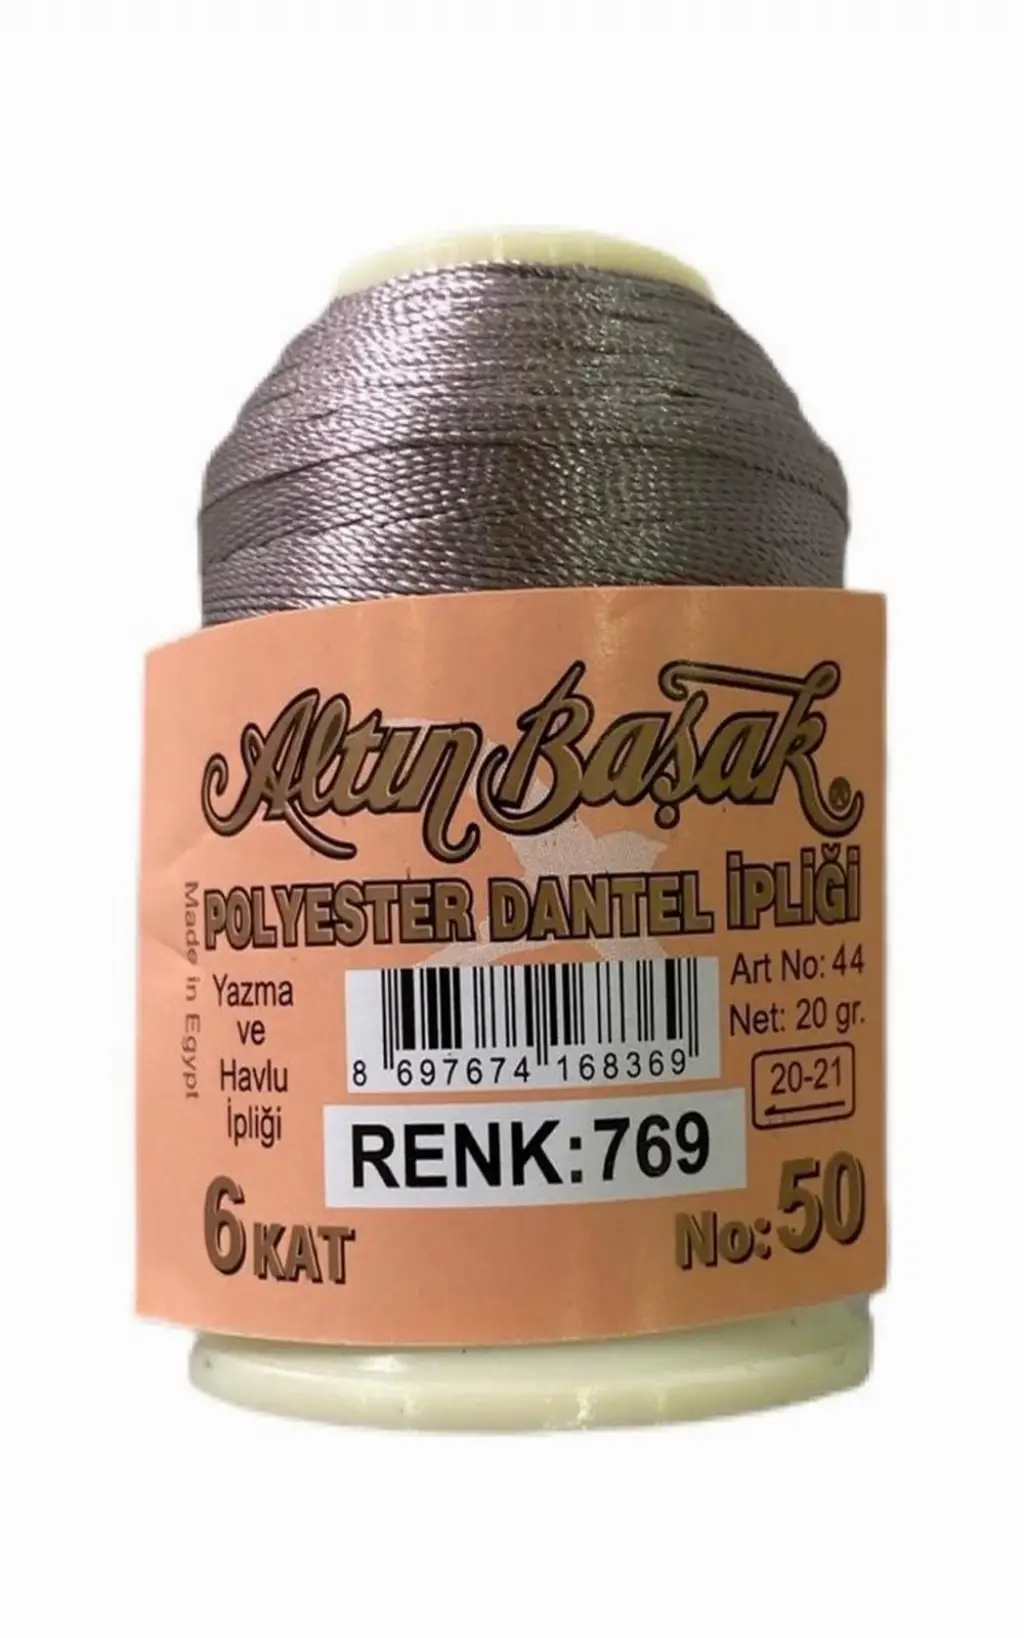 Altın Başak
POLYESTER DANTEL İPLİĞİ
Made in Egypt
Yazma
ve
Havlu
İpliği
8 697674 168369
Art No: 44
Net: 20 gr.
20-21
RENK:769
6 KAT
No: 50